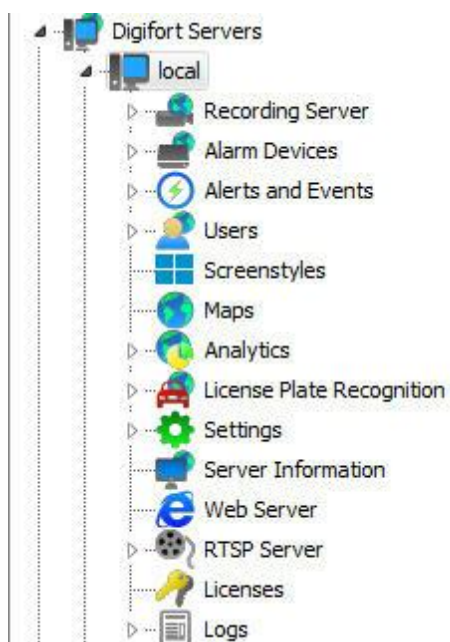 Digifort Servers
local
Recording Server
Alarm Devices
Alerts and Events
Users
Screenstyles
Maps
Analytics
License Plate Recognition
Settings
Server Information
Web Server
RTSP Server
Licenses
Logs